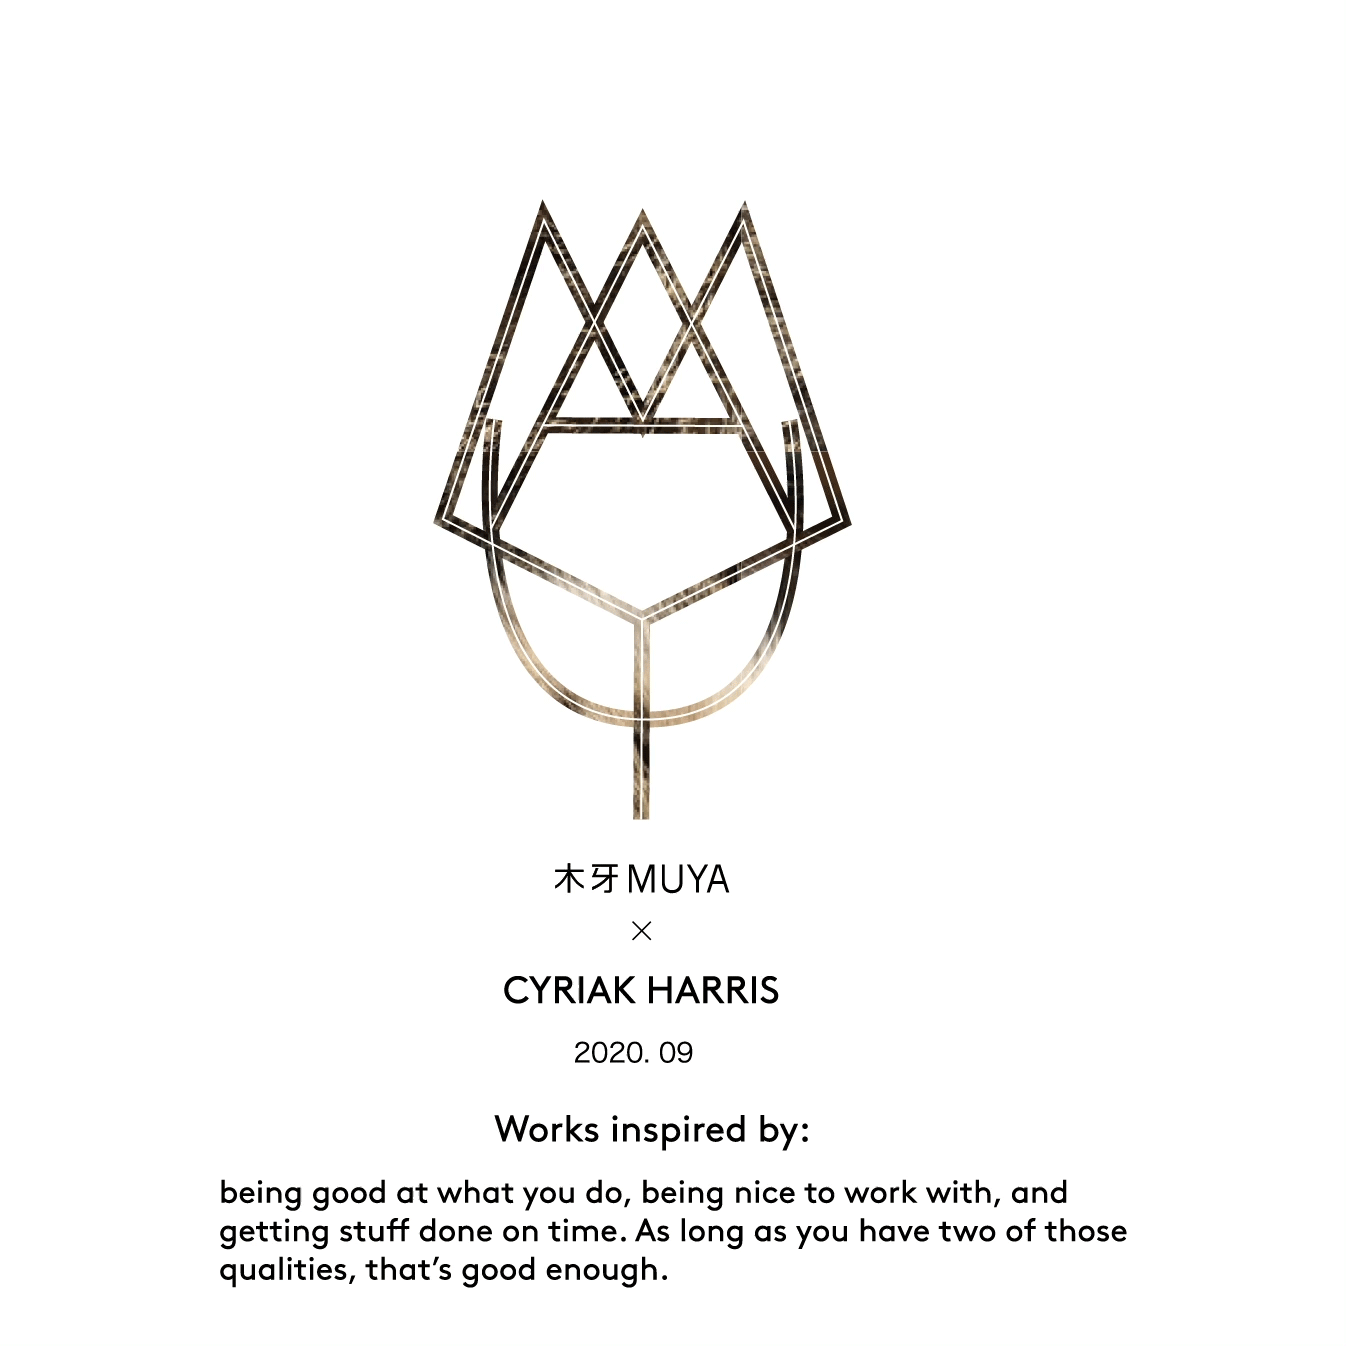 木牙MUYA
×
CYRIAK HARRIS
2020. 09
Works inspired by:
being good at what you do, being nice to work with, and
getting stuff done on time. As long as you have two of those
qualities, that’s good enough.